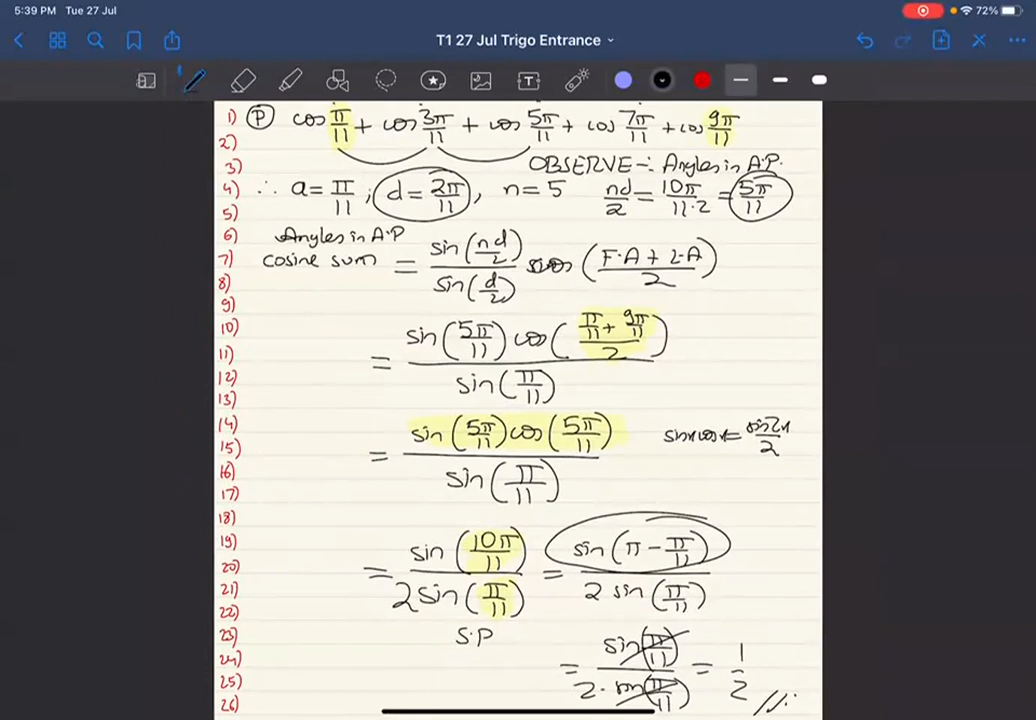 5:39 PM Tue 27 Jul
72%
T1 27 Jul Trigo Entrance
1) P cos π/11 + cos 3π/11 + cos 5π/11 + cos 7π/11 + cos 9π/11
2)
3) OBSERVE :- Angles in A.P.
4) ∴ a = π/11 ; d = 2π/11 , n = 5 nd/2 = 10π/11·2 = 5π/11
5)
6) Angles in A.P
7) cosine sum = sin(nd/2)/sin(d/2) cos (F.A + L.A/2)
8)
9)
10)
11) = sin(5π/11) cos(π/11 + 9π/11/2)/sin(π/11)
12)
13)
14)
15) = sin(5π/11) cos(5π/11)/sin(π/11) sinx cosx = sin2x/2
16)
17)
18)
19)
20) = sin(10π/11)/2 sin(π/11) = sin(π - π/11)/2 sin(π/11)
21)
22)
23) S.P
24)
25) = sin(π/11)/2· sin(π/11) = 1/2 //
26)